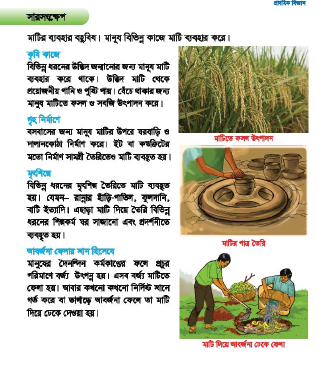 প্রাথমিক বিজ্ঞান
সারসংক্ষেপ
মাটির ব্যবহার বহুবিধ। মানুষ বিভিন্ন কাজে মাটি ব্যবহার করে।
কৃষি কাজে
বিভিন্ন ধরনের উদ্ভিদ জন্মানোর জন্য মানুষ মাটি
ব্যবহার করে থাকে। উদ্ভিদ মাটি থেকে
প্রয়োজনীয় পানি ও পুষ্টি পায়। বেঁচে থাকার জন্য
মানুষ মাটিতে ফসল ও সবজি উৎপাদন করে।
গৃহ নির্মাণে
বসবাসের জন্য মানুষ মাটির উপরে ঘরবাড়ি ও
দালানকোঠা নির্মাণ করে। ইট বা কংক্রিটের
মতো নির্মাণ সামগ্রী তৈরিতেও মাটি ব্যবহৃত হয়।
মৃৎশিল্পে
বিভিন্ন ধরনের মৃৎশিল্প তৈরিতে মাটি ব্যবহৃত
হয়। যেমন– রান্নার হাঁড়ি-পাতিল, ফুলদানি,
বাটি ইত্যাদি। এছাড়া মাটি দিয়ে তৈরি বিভিন্ন
ধরনের শিল্পকর্ম ঘর সাজানো এবং প্রদর্শনীতে
ব্যবহৃত হয়।
আবর্জনা ফেলার স্থান হিসেবে
মানুষের দৈনন্দিন কর্মকাণ্ডের ফলে প্রচুর
পরিমাণে বর্জ্য উৎপন্ন হয়। এসব বর্জ্য মাটিতে
ফেলা হয়। আবার কখনো কখনো নির্দিষ্ট স্থানে
গর্ত করে বা ভাগাড়ে আবর্জনা ফেলে তা মাটি
দিয়ে ঢেকে দেওয়া হয়।
মাটিতে ফসল উৎপাদন
মাটির পাত্র তৈরি
মাটি দিয়ে আবর্জনা ঢেকে ফেলা